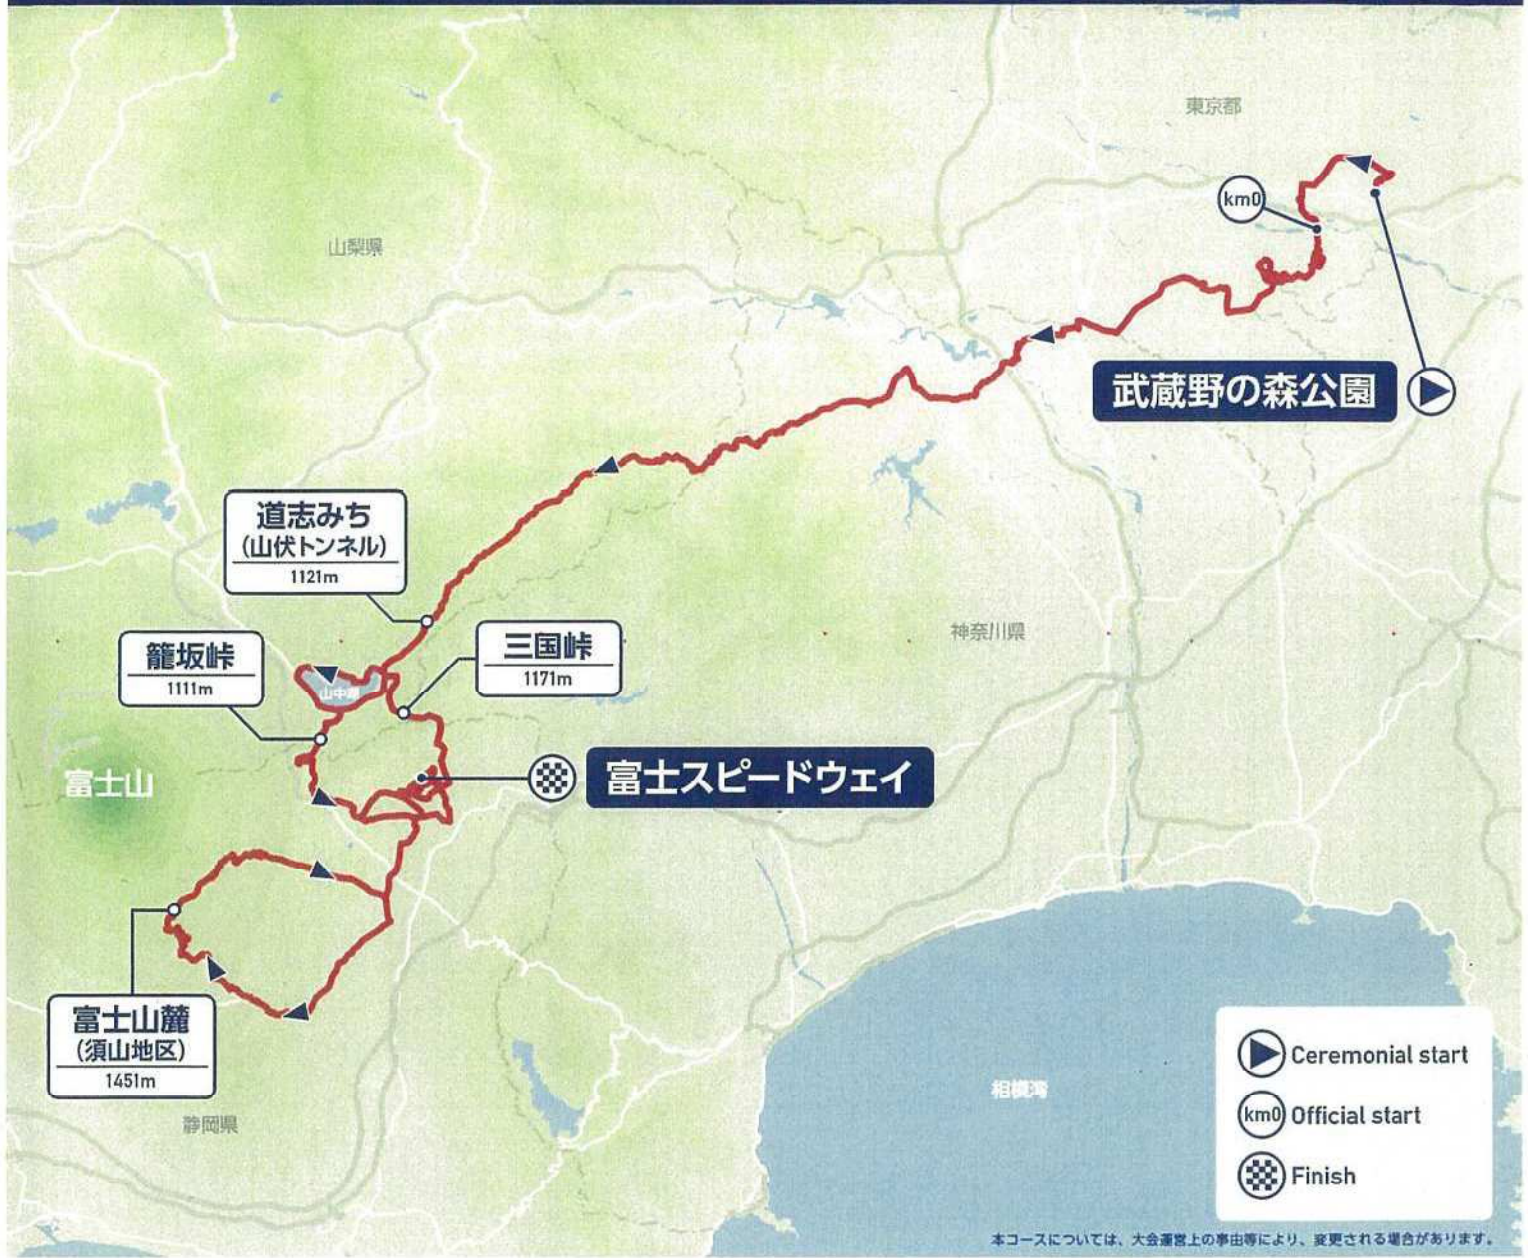 東京都
km0
山梨県
武蔵野の森公園
道志みち
(山伏トンネル)
1121m
神奈川県
三国峠
1171m
籠坂峠
1111m
山中湖
富士スピードウェイ
富士山
富士山麓
(須山地区)
1451m
静岡県
相模湾
Ceremonial start
km0 Official start
Finish
本コースについては、大会運営上の事由等により、変更される場合があります。